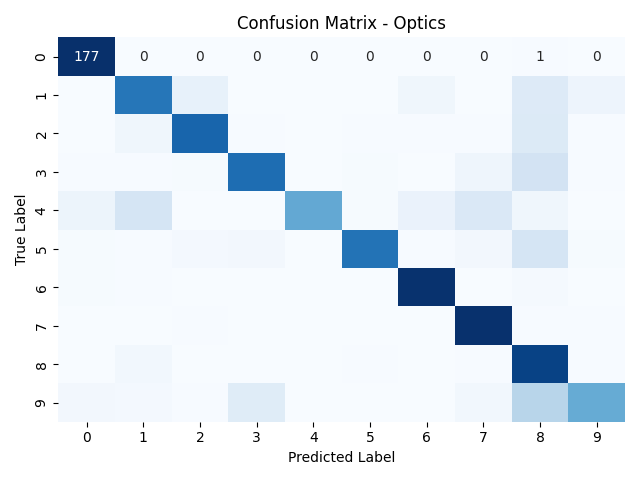 Confusion Matrix - Optics
0 177 0 0 0 0 0 0 0 1 0
1
2
3
4
5
6
7
8
9
True Label
0 1 2 3 4 5 6 7 8 9
Predicted Label